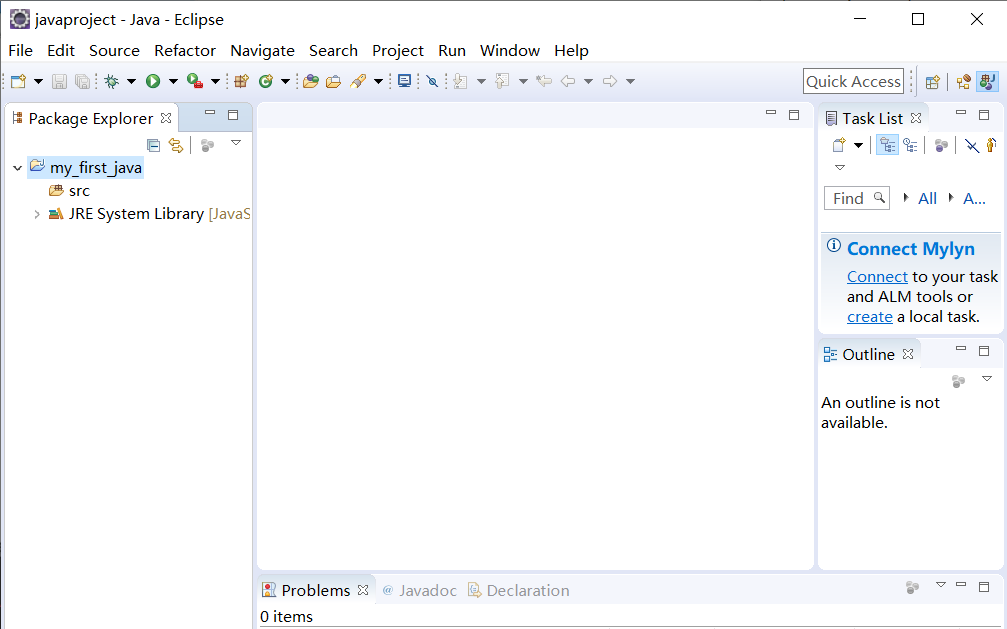 javaproject - Java - Eclipse
File Edit Source Refactor Navigate Search Project Run Window Help
Quick Access
Package Explorer
my_first_java
src
JRE System Library [JavaS
Task List
Find All A...
Connect Mylyn
Connect to your task
and ALM tools or
create a local task.
Outline
An outline is not
available.
Problems @ Javadoc Declaration
0 items